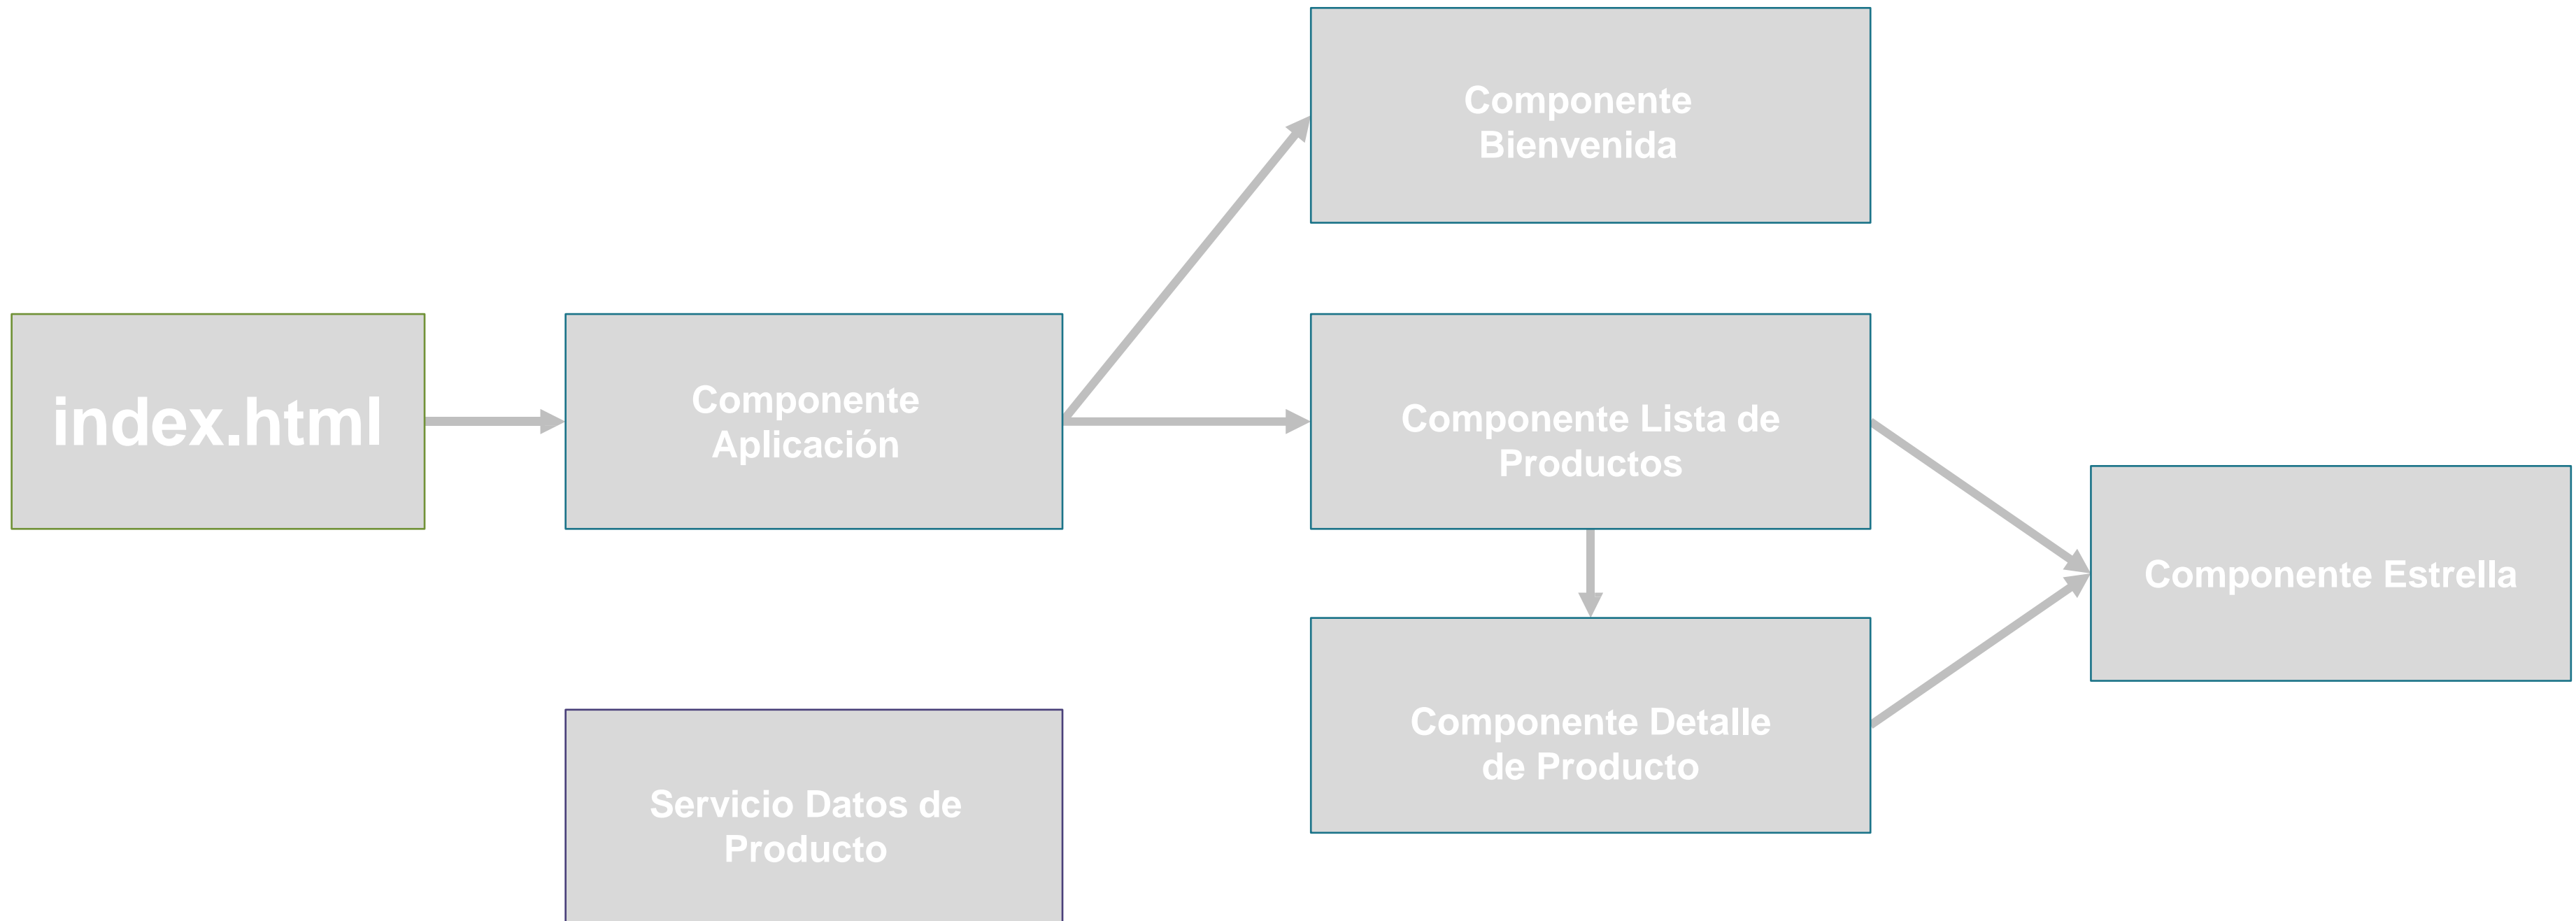 Componente
Bienvenida
index.html
Componente
Aplicación
Componente Lista de
Productos
Componente Estrella
Componente Detalle
de Producto
Servicio Datos de
Producto